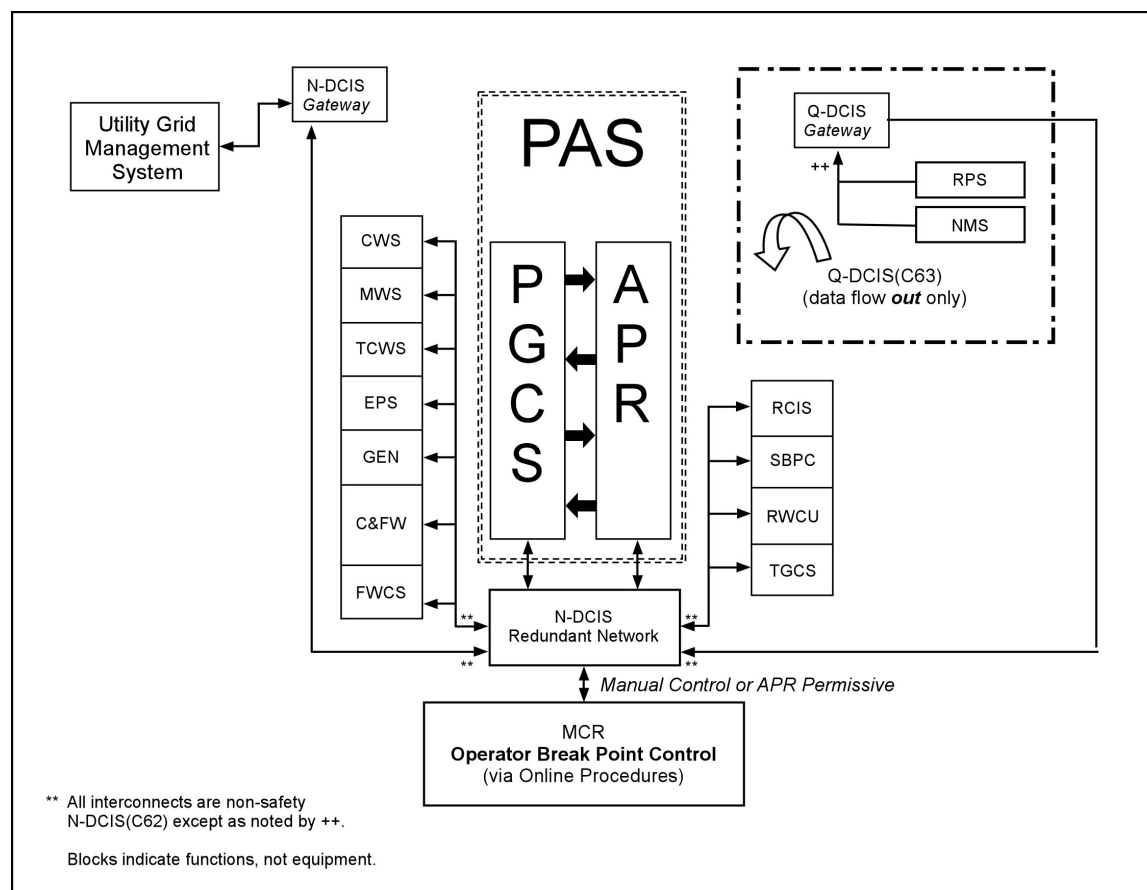 N-DCIS
Gateway
Utility Grid
Management
System
PAS
Q-DCIS
Gateway
++
RPS
NMS
Q-DCIS(C63)
(data flow out only)
CWS
MWS
TCWS
EPS
GEN
C&FW
FWCS
P
G
C
S
A
P
R
RCIS
SBPC
RWCU
TGCS
**
N-DCIS
Redundant Network
**
**
**
Manual Control or APR Permissive
MCR
Operator Break Point Control
(via Online Procedures)
** All interconnects are non-safety
N-DCIS(C62) except as noted by ++.
Blocks indicate functions, not equipment.